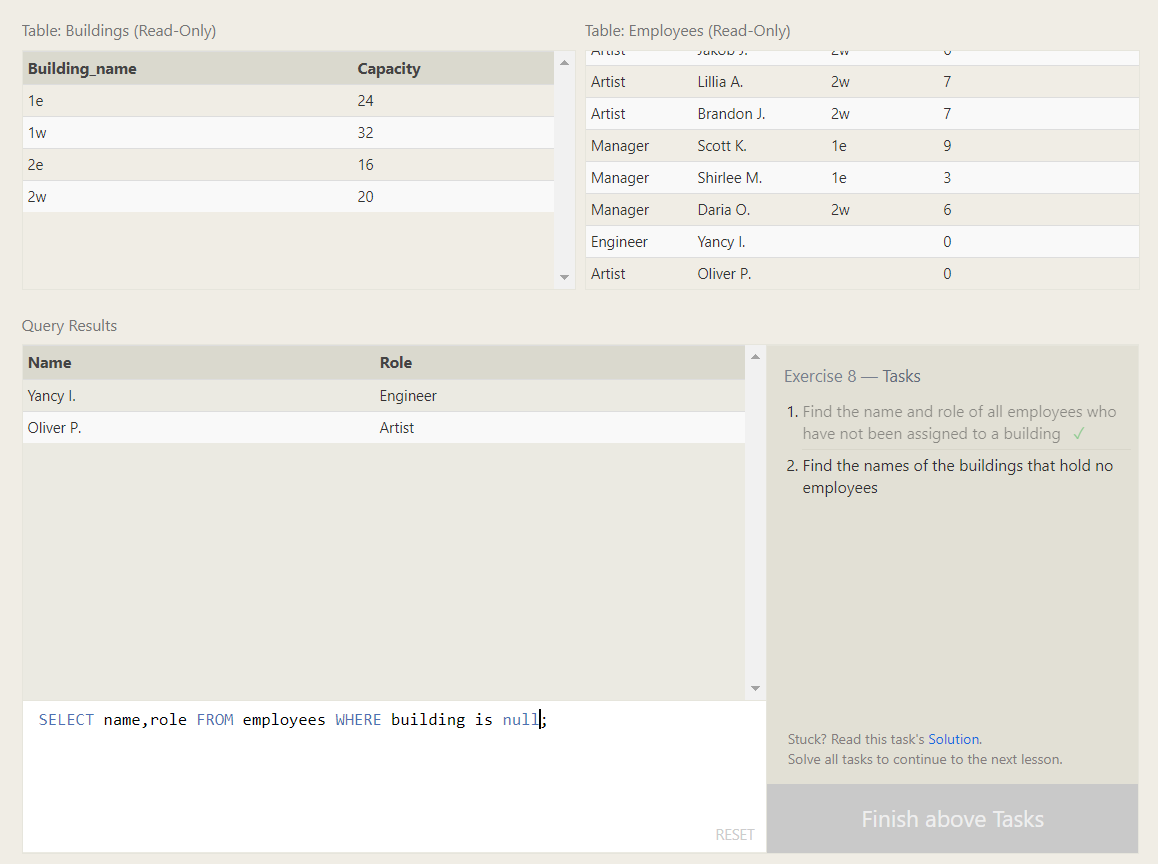 Table: Buildings (Read-Only)
Building_name Capacity
1e 24
1w 32
2e 16
2w 20
Table: Employees (Read-Only)
Artist Jakob J. 2w 6
Artist Lillia A. 2w 7
Artist Brandon J. 2w 7
Manager Scott K. 1e 9
Manager Shirlee M. 1e 3
Manager Daria O. 2w 6
Engineer Yancy I. 0
Artist Oliver P. 0
Query Results
Name Role
Yancy I. Engineer
Oliver P. Artist
SELECT name,role FROM employees WHERE building is null;
RESET
Exercise 8 — Tasks
1. Find the name and role of all employees who
have not been assigned to a building ✓
2. Find the names of the buildings that hold no
employees
Stuck? Read this task's Solution.
Solve all tasks to continue to the next lesson.
Finish above Tasks